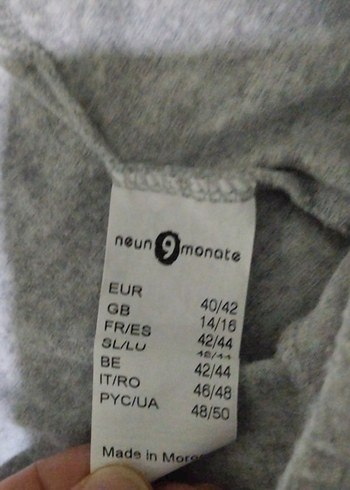 neun 9 monate
EUR 40/42
GB 14/16
FR/ES 42/44
SL/LU
BE 42/44
IT/RO 46/48
PYC/UA 48/50
Made in